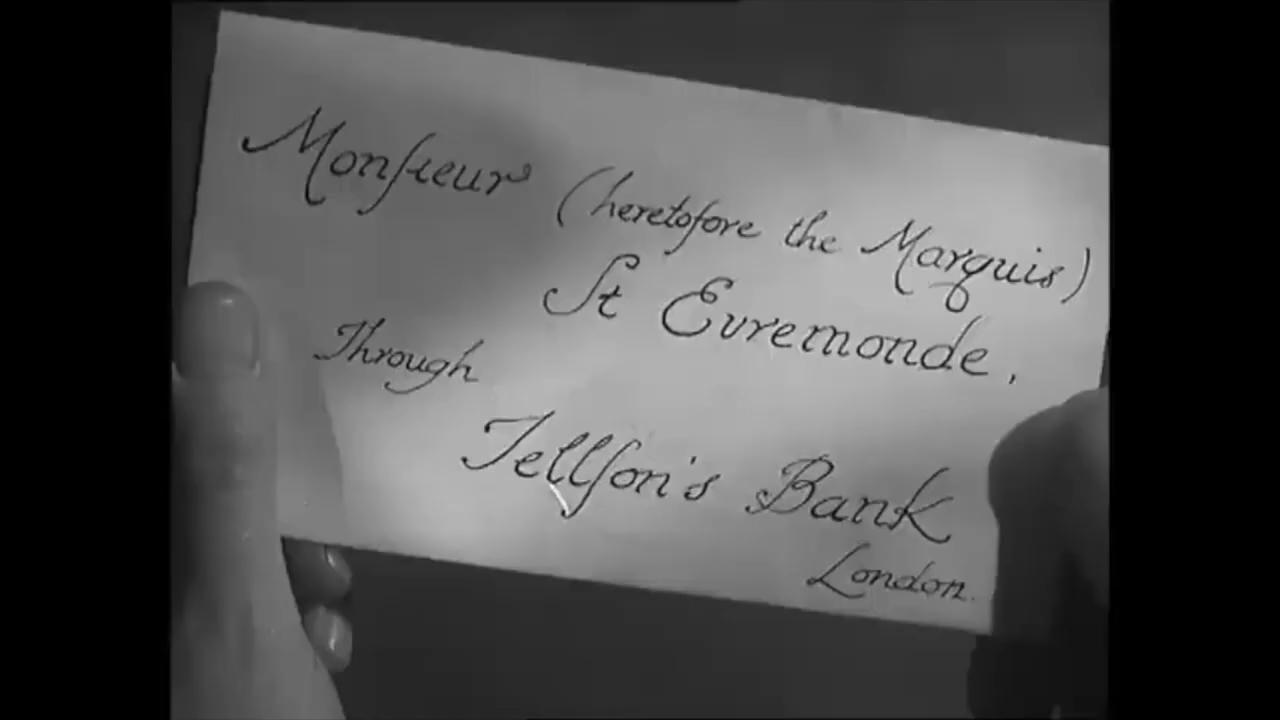 Monſieur (heretofore the Marquis)
St Evremonde,
Through
Tellſon's Bank
London.